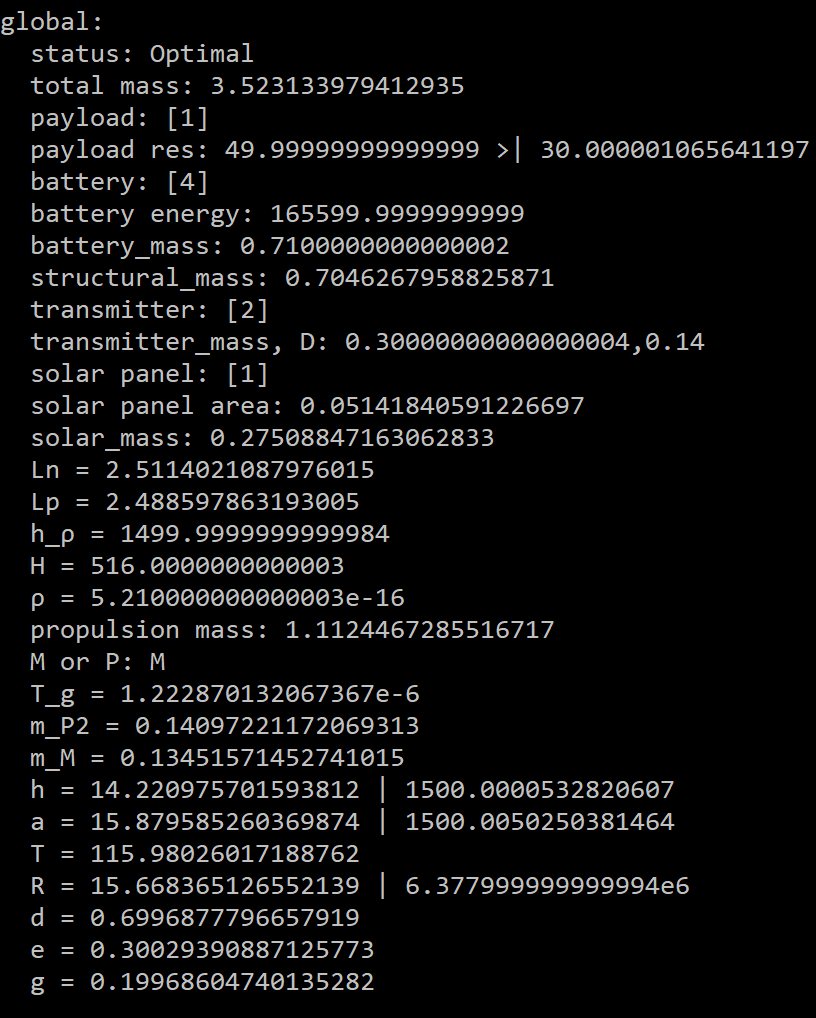 global:
status: Optimal
total mass: 3.523133979412935
payload: [1]
payload res: 49.99999999999999 >| 30.000001065641197
battery: [4]
battery energy: 165599.9999999999
battery_mass: 0.7100000000000002
structural_mass: 0.7046267958825871
transmitter: [2]
transmitter_mass, D: 0.30000000000000004,0.14
solar panel: [1]
solar panel area: 0.05141840591226697
solar_mass: 0.27508847163062833
Ln = 2.5114021087976015
Lp = 2.488597863193005
h_ρ = 1499.9999999999984
H = 516.0000000000003
ρ = 5.210000000000003e-16
propulsion mass: 1.1124467285516717
M or P: M
T_g = 1.222870132067367e-6
m_P2 = 0.14097221172069313
m_M = 0.13451571452741015
h = 14.220975701593812 | 1500.0000532820607
a = 15.879585260369874 | 1500.0050250381464
T = 115.98026017188762
R = 15.668365126552139 | 6.377999999999994e6
d = 0.6996877796657919
e = 0.30029390887125773
g = 0.19968604740135282